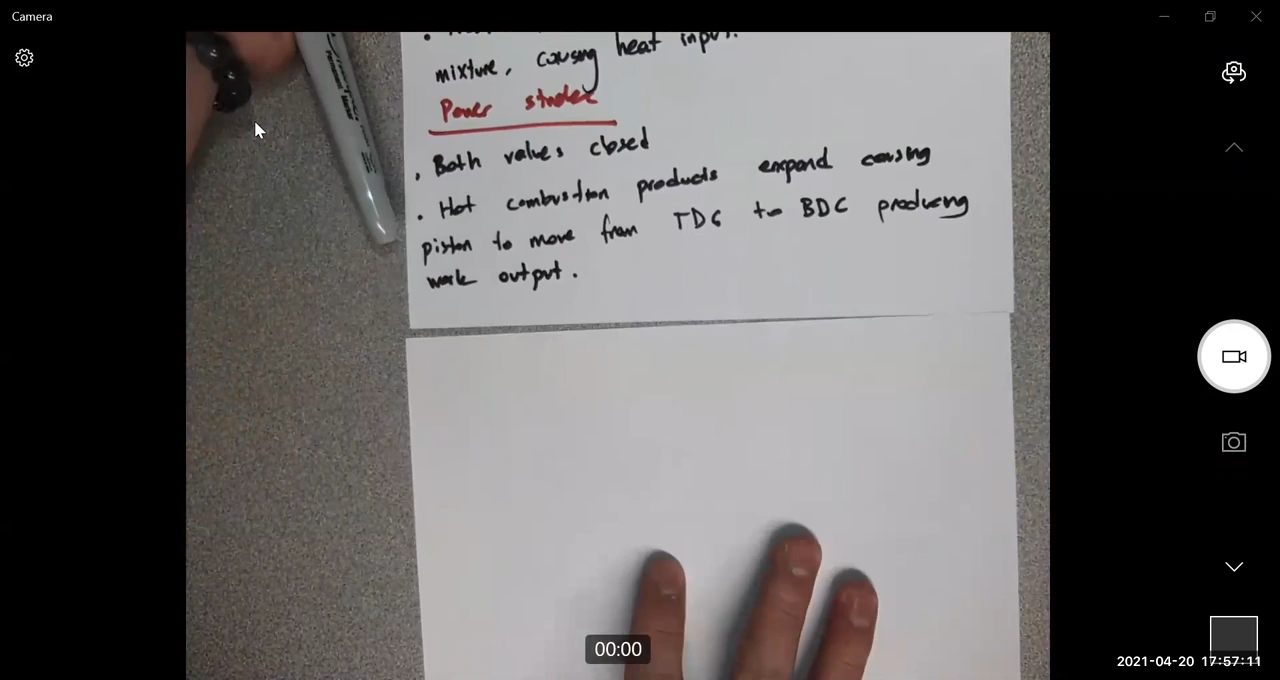 Camera
mixture, causing heat input.
Power stroke
. Both valves closed
. Hot combustion products expand causing
piston to move from TDC to BDC producing
work output.
00:00
2021-04-20 17:57:11